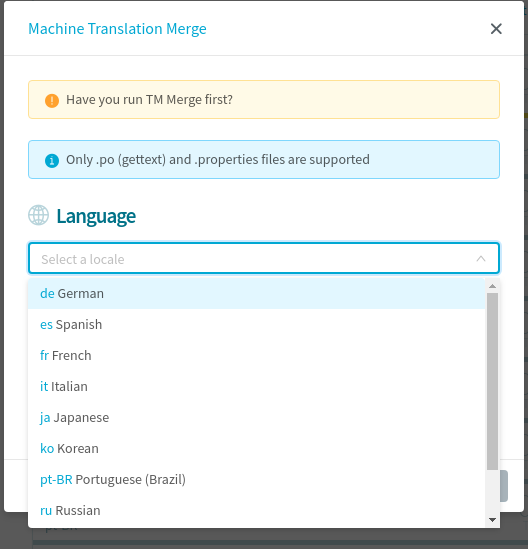 Machine Translation Merge
Have you run TM Merge first?
Only .po (gettext) and .properties files are supported
Language
Select a locale
de German
es Spanish
fr French
it Italian
ja Japanese
ko Korean
pt-BR Portuguese (Brazil)
ru Russian